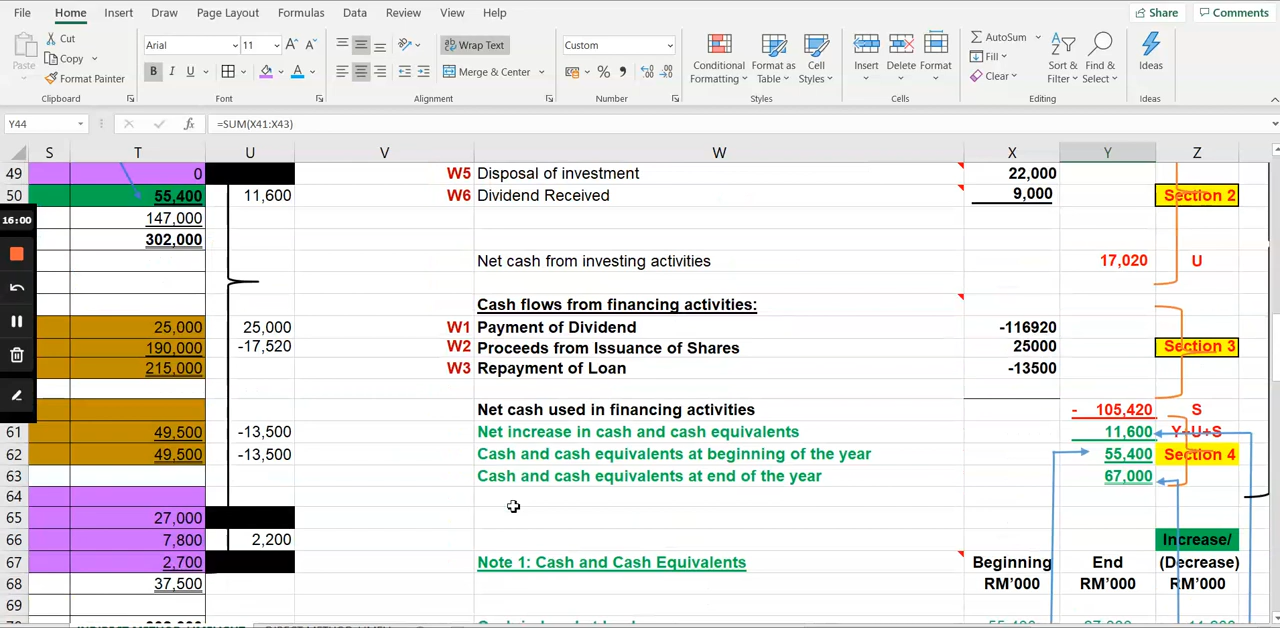 File Home Insert Draw Page Layout Formulas Data Review View Help Share Comments
Cut Arial 11 Wrap Text Custom AutoSum
Paste Copy Fill
Format Painter B I U Merge & Center Conditional Formatting Format as Table Cell Styles Insert Delete Format Clear Sort & Filter Find & Select Ideas
Clipboard Font Alignment Number Styles Cells Editing Ideas
Y44 fx =SUM(X41:X43)
S T U V W X Y Z
49 0 W5 Disposal of investment 22,000
50 55,400 11,600 W6 Dividend Received 9,000 Section 2
16:00 147,000
302,000
Net cash from investing activities 17,020 U
Cash flows from financing activities:
25,000 25,000 W1 Payment of Dividend -116920
190,000 -17,520 W2 Proceeds from Issuance of Shares 25000 Section 3
215,000 W3 Repayment of Loan -13500
Net cash used in financing activities - 105,420 S
61 49,500 -13,500 Net increase in cash and cash equivalents 11,600 Y+U+S
62 49,500 -13,500 Cash and cash equivalents at beginning of the year 55,400 Section 4
63 Cash and cash equivalents at end of the year 67,000
64
65 27,000
66 7,800 2,200 Increase/
67 2,700 Note 1: Cash and Cash Equivalents Beginning End (Decrease)
68 37,500 RM'000 RM'000 RM'000
69